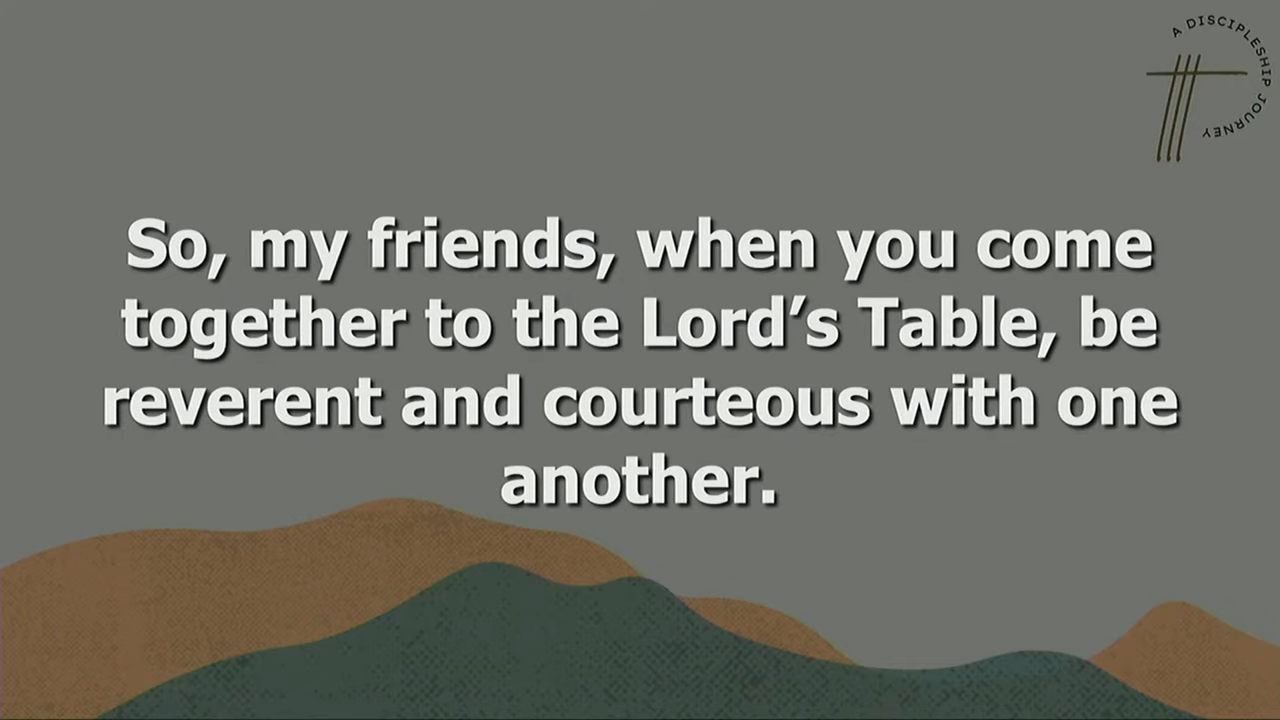 A DISCIPLESHIP JOURNEY
So, my friends, when you come
together to the Lord’s Table, be
reverent and courteous with one
another.